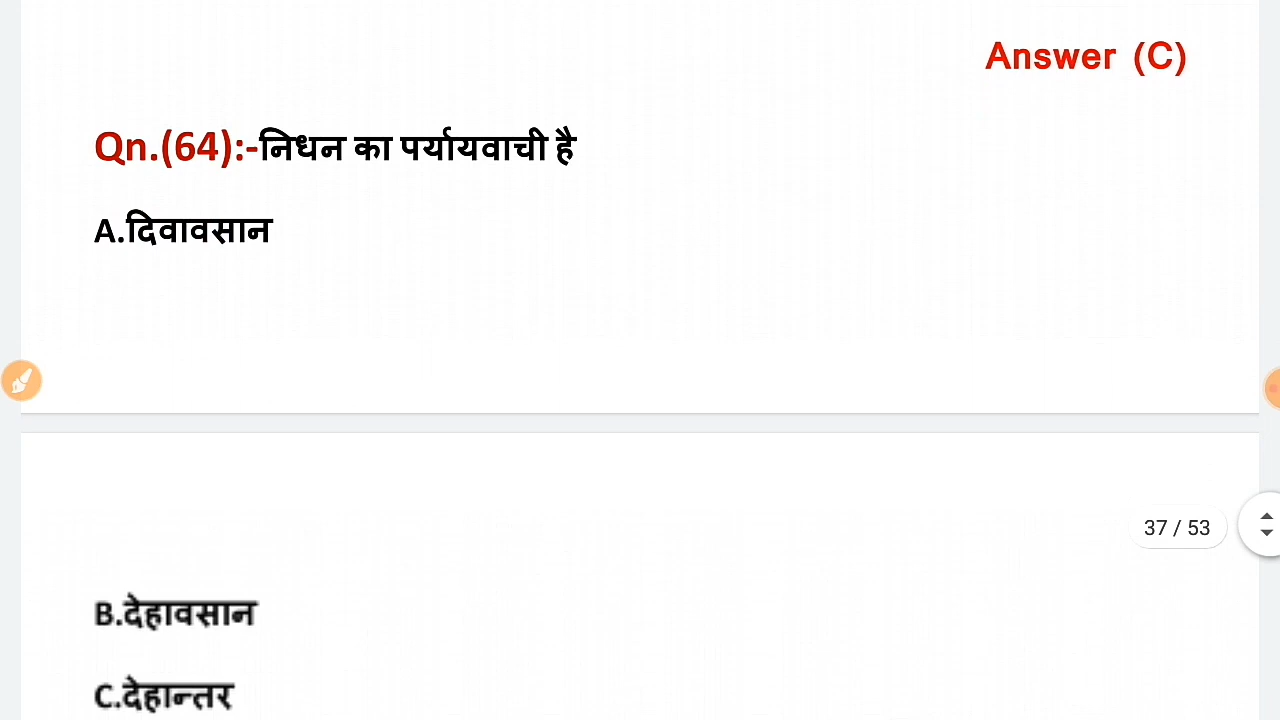 Answer (C)
Qn.(64):-निधन का पर्यायवाची है
A.दिवावसान
37 / 53
B.देहावसान
C.देहान्तर